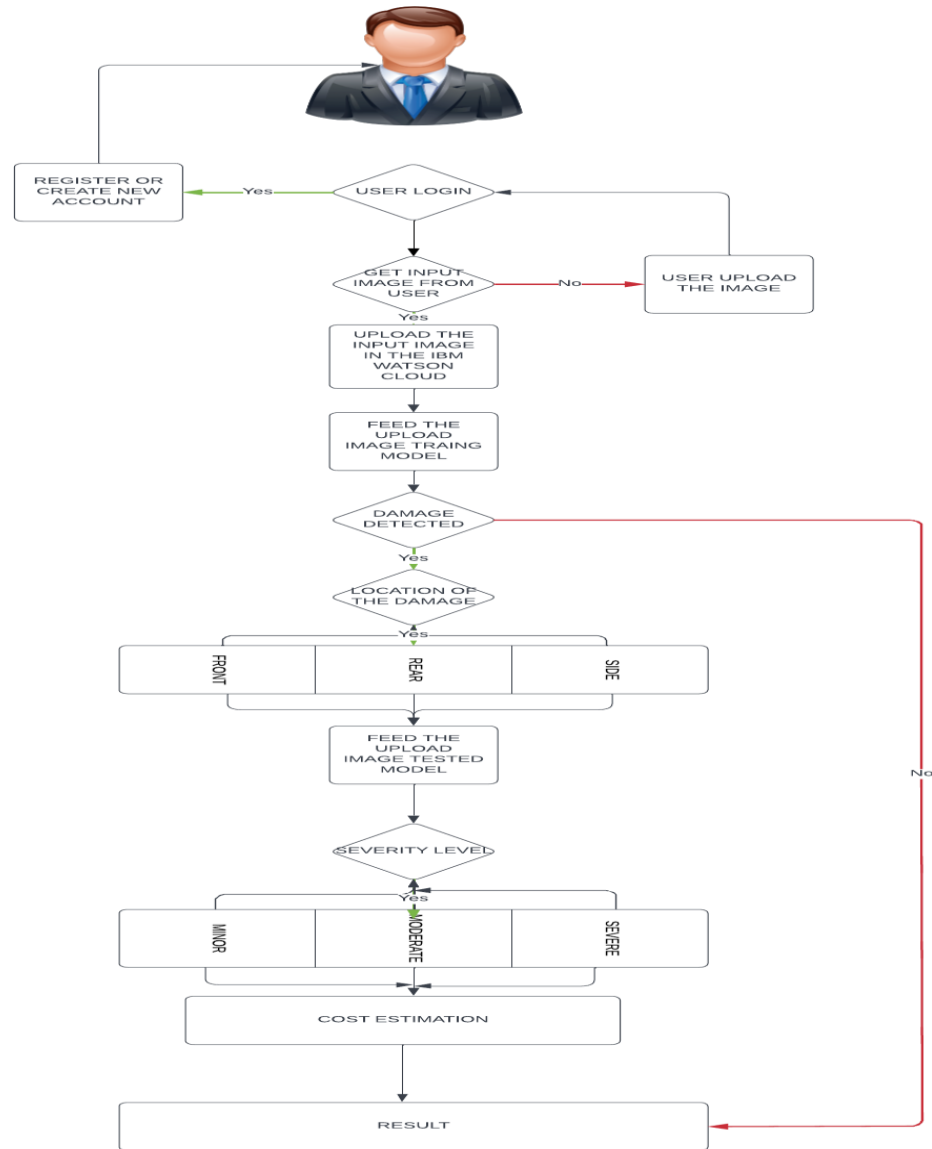 REGISTER OR
CREATE NEW
ACCOUNT
Yes
USER LOGIN
GET INPUT
IMAGE FROM
USER
No
USER UPLOAD
THE IMAGE
Yes
UPLOAD THE
INPUT IMAGE
IN THE IBM
WATSON
CLOUD
FEED THE
UPLOAD
IMAGE TRAING
MODEL
DAMAGE
DETECTED
Yes
LOCATION OF
THE DAMAGE
Yes
FRONT
REAR
SIDE
FEED THE
UPLOAD
IMAGE TESTED
MODEL
No
SEVERITY LEVEL
Yes
MINOR
MODERATE
SEVERE
COST ESTIMATION
RESULT